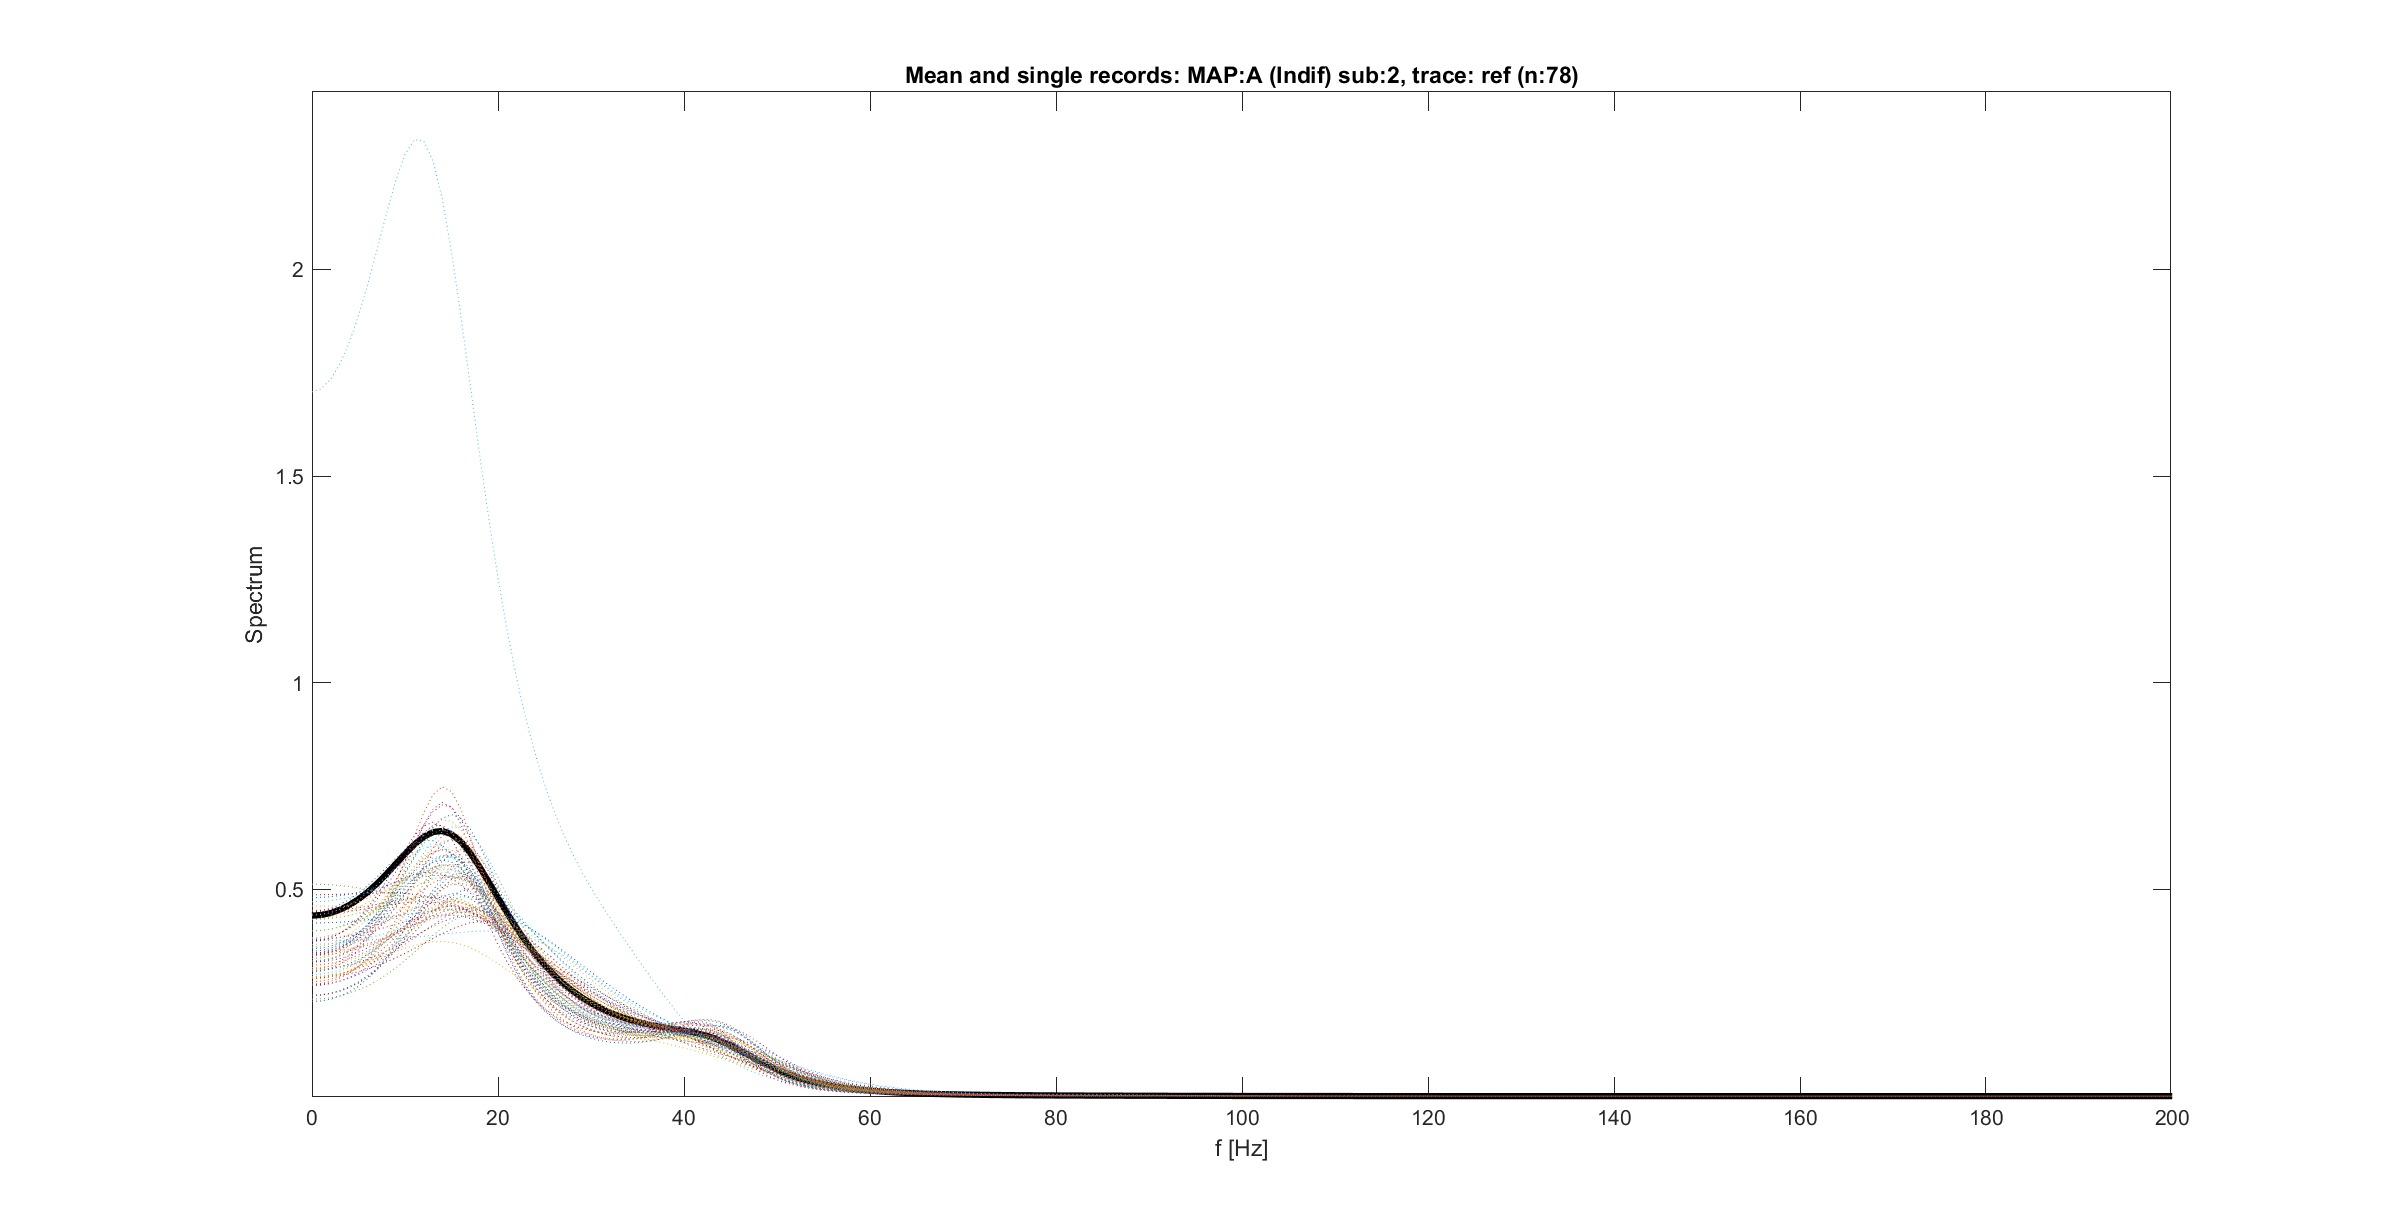 Mean and single records: MAP:A (Indif) sub:2, trace: ref (n:78)
2
1.5
1
0.5
Spectrum
0 20 40 60 80 100 120 140 160 180 200
f [Hz]